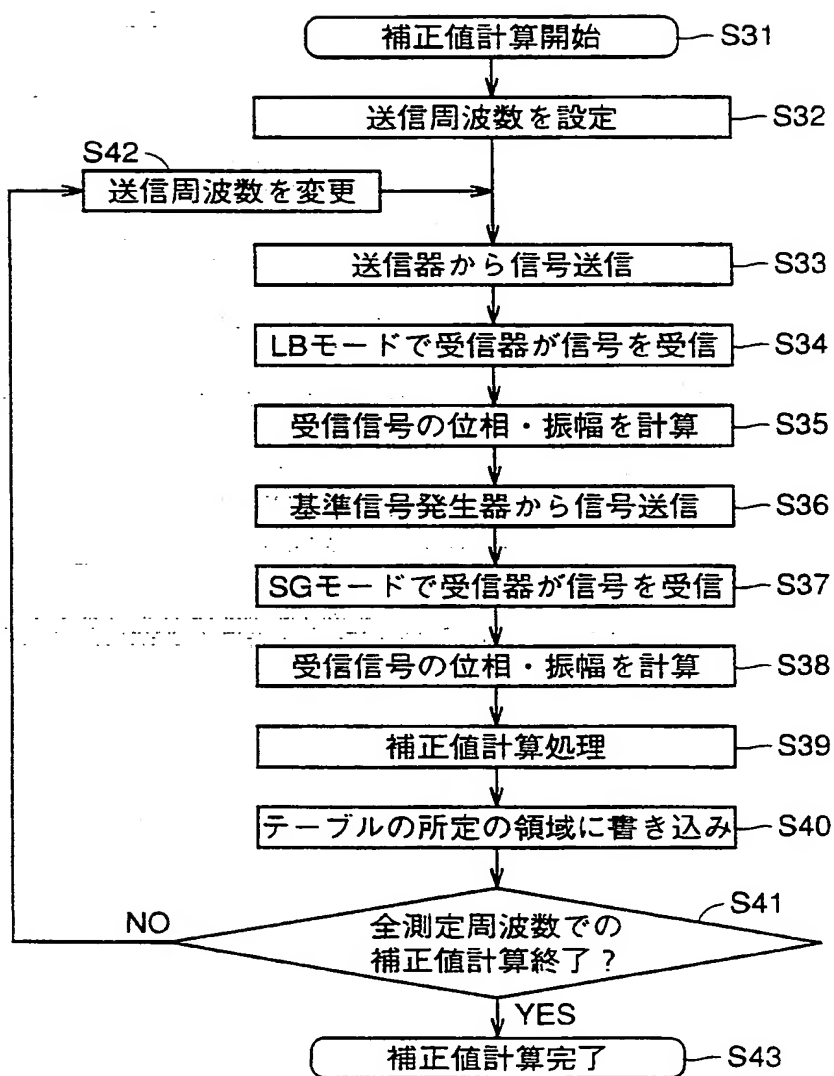 補正値計算開始 S31
送信周波数を設定 S32
S42
送信周波数を変更
送信器から信号送信 S33
LBモードで受信器が信号を受信 S34
受信信号の位相・振幅を計算 S35
基準信号発生器から信号送信 S36
SGモードで受信器が信号を受信 S37
受信信号の位相・振幅を計算 S38
補正値計算処理 S39
テーブルの所定の領域に書き込み S40
S41
NO
全測定周波数での
補正値計算終了？
YES
補正値計算完了 S43